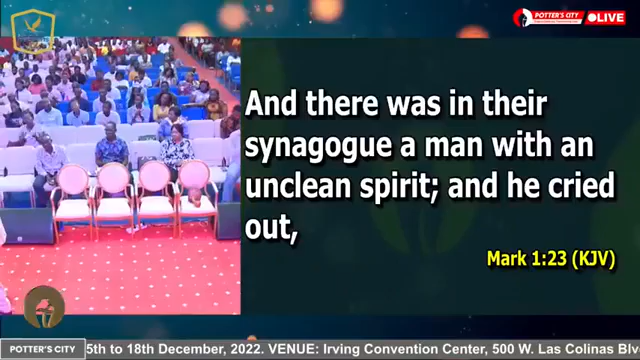 POTTER'S CITY
LIVE
And there was in their
synagogue a man with an
unclean spirit; and he cried
out,
Mark 1:23 (KJV)
POTTER'S CITY
5th to 18th December, 2022. VENUE: Irving Convention Center, 500 W. Las Colinas Blv